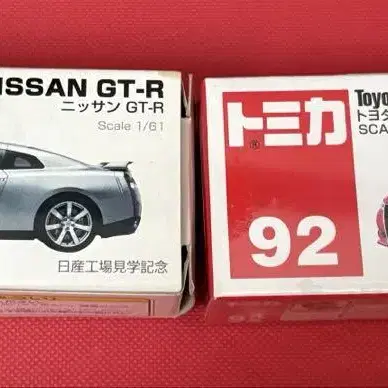 ISSAN GT-R
ニッサン GT-R
Scale 1/61
日産工場見学記念
トミカ
®
92
Toyo
トヨタ
SCA